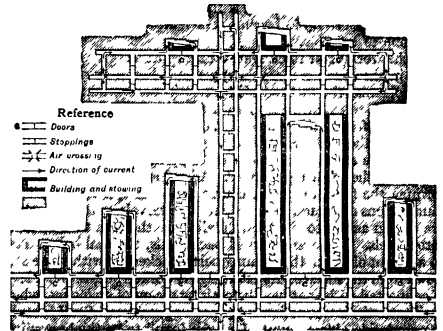 Reference
Doors
Stoppings
Air crossing
Direction of current
Building and stowing